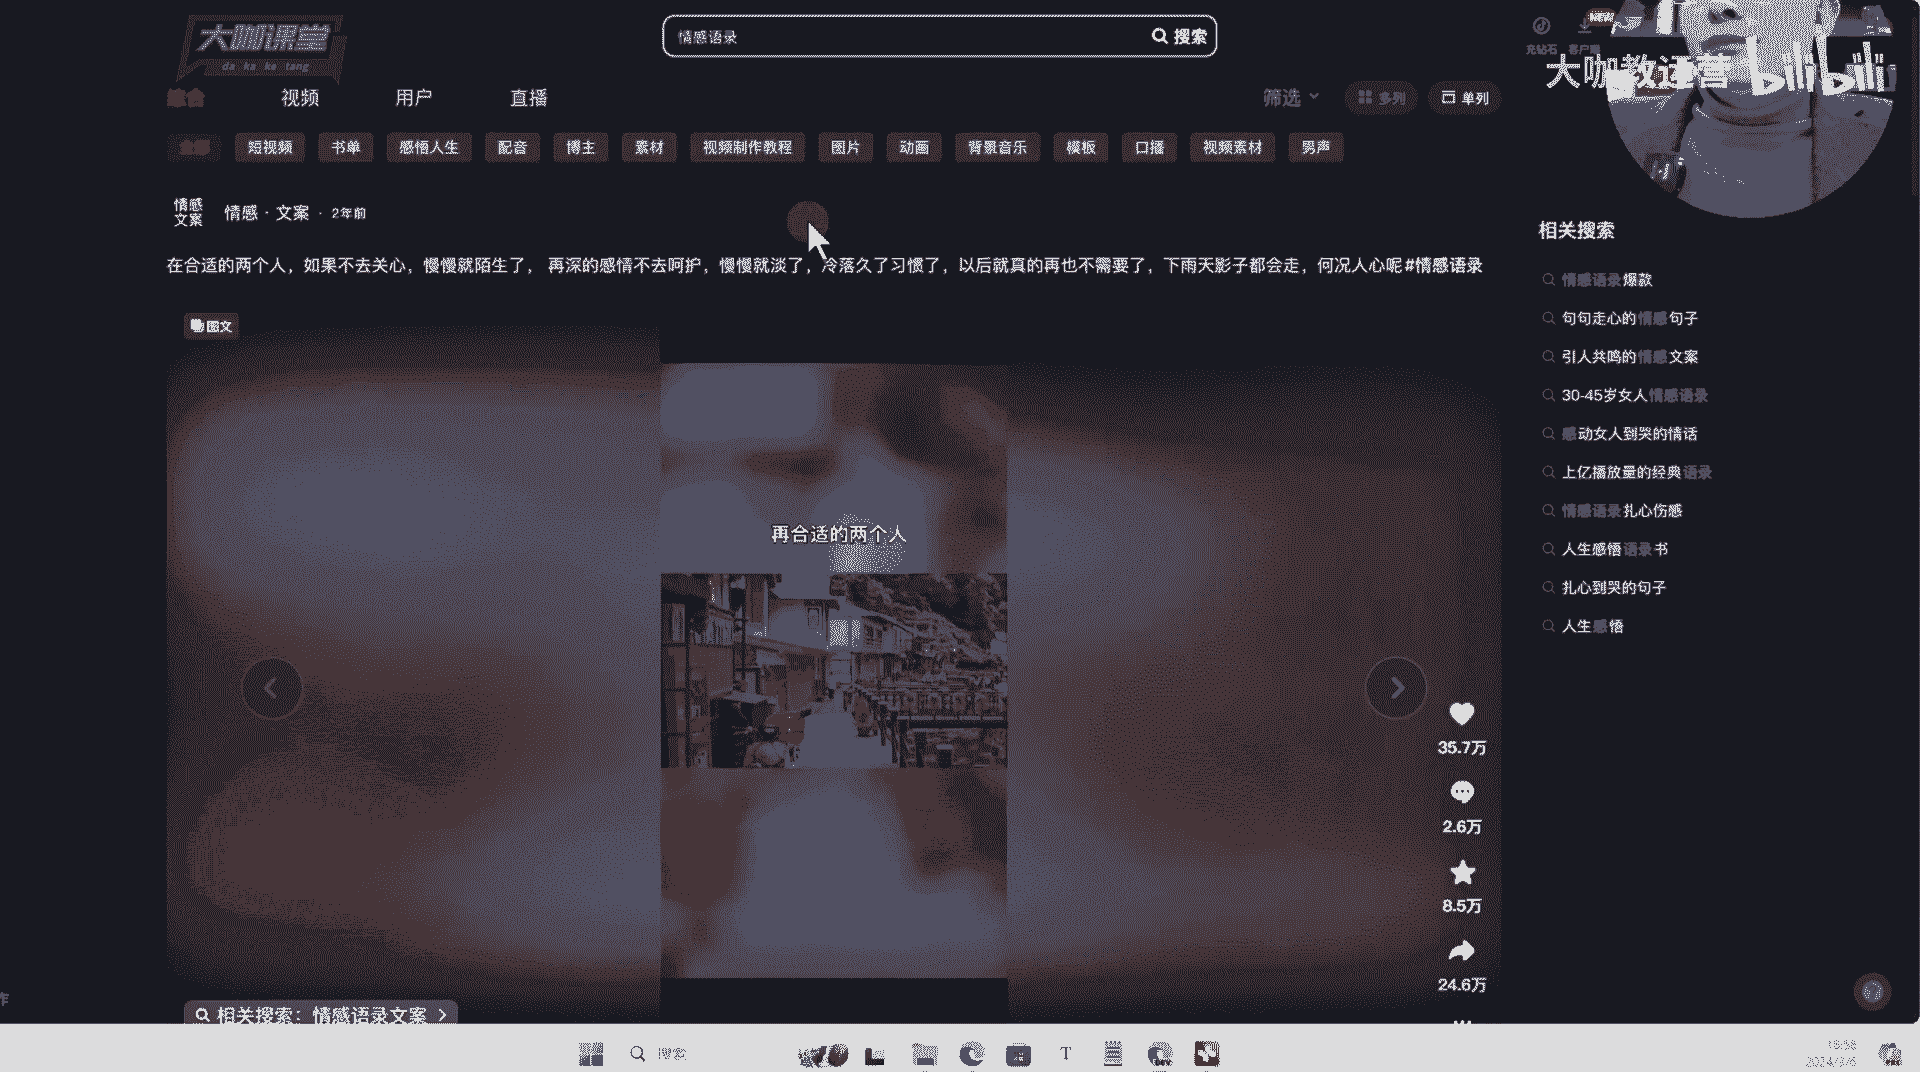 大咖课堂
da ka ke tang
情感语录
搜索
充钻石
客户端
NEW
大咖教运营
bilibili
综合
视频
用户
直播
筛选
多列
单列
全部
短视频
书单
感悟人生
配音
博主
素材
视频制作教程
图片
动画
背景音乐
模板
口播
视频素材
男声
情感
文案
情感·文案 · 2年前
在合适的两个人，如果不去关心，慢慢就陌生了， 再深的感情不去呵护，慢慢就淡了，冷落久了习惯了，以后就真的再也不需要了，下雨天影子都会走，何况人心呢#情感语录
图文
再合适的两个人
35.7万
2.6万
8.5万
24.6万
相关搜索：情感语录文案
相关搜索
情感语录爆款
句句走心的情感句子
引人共鸣的情感文案
30-45岁女人情感语录
感动女人到哭的情话
上亿播放量的经典语录
情感语录扎心伤感
人生感悟语录书
扎心到哭的句子
人生感悟
作
搜索